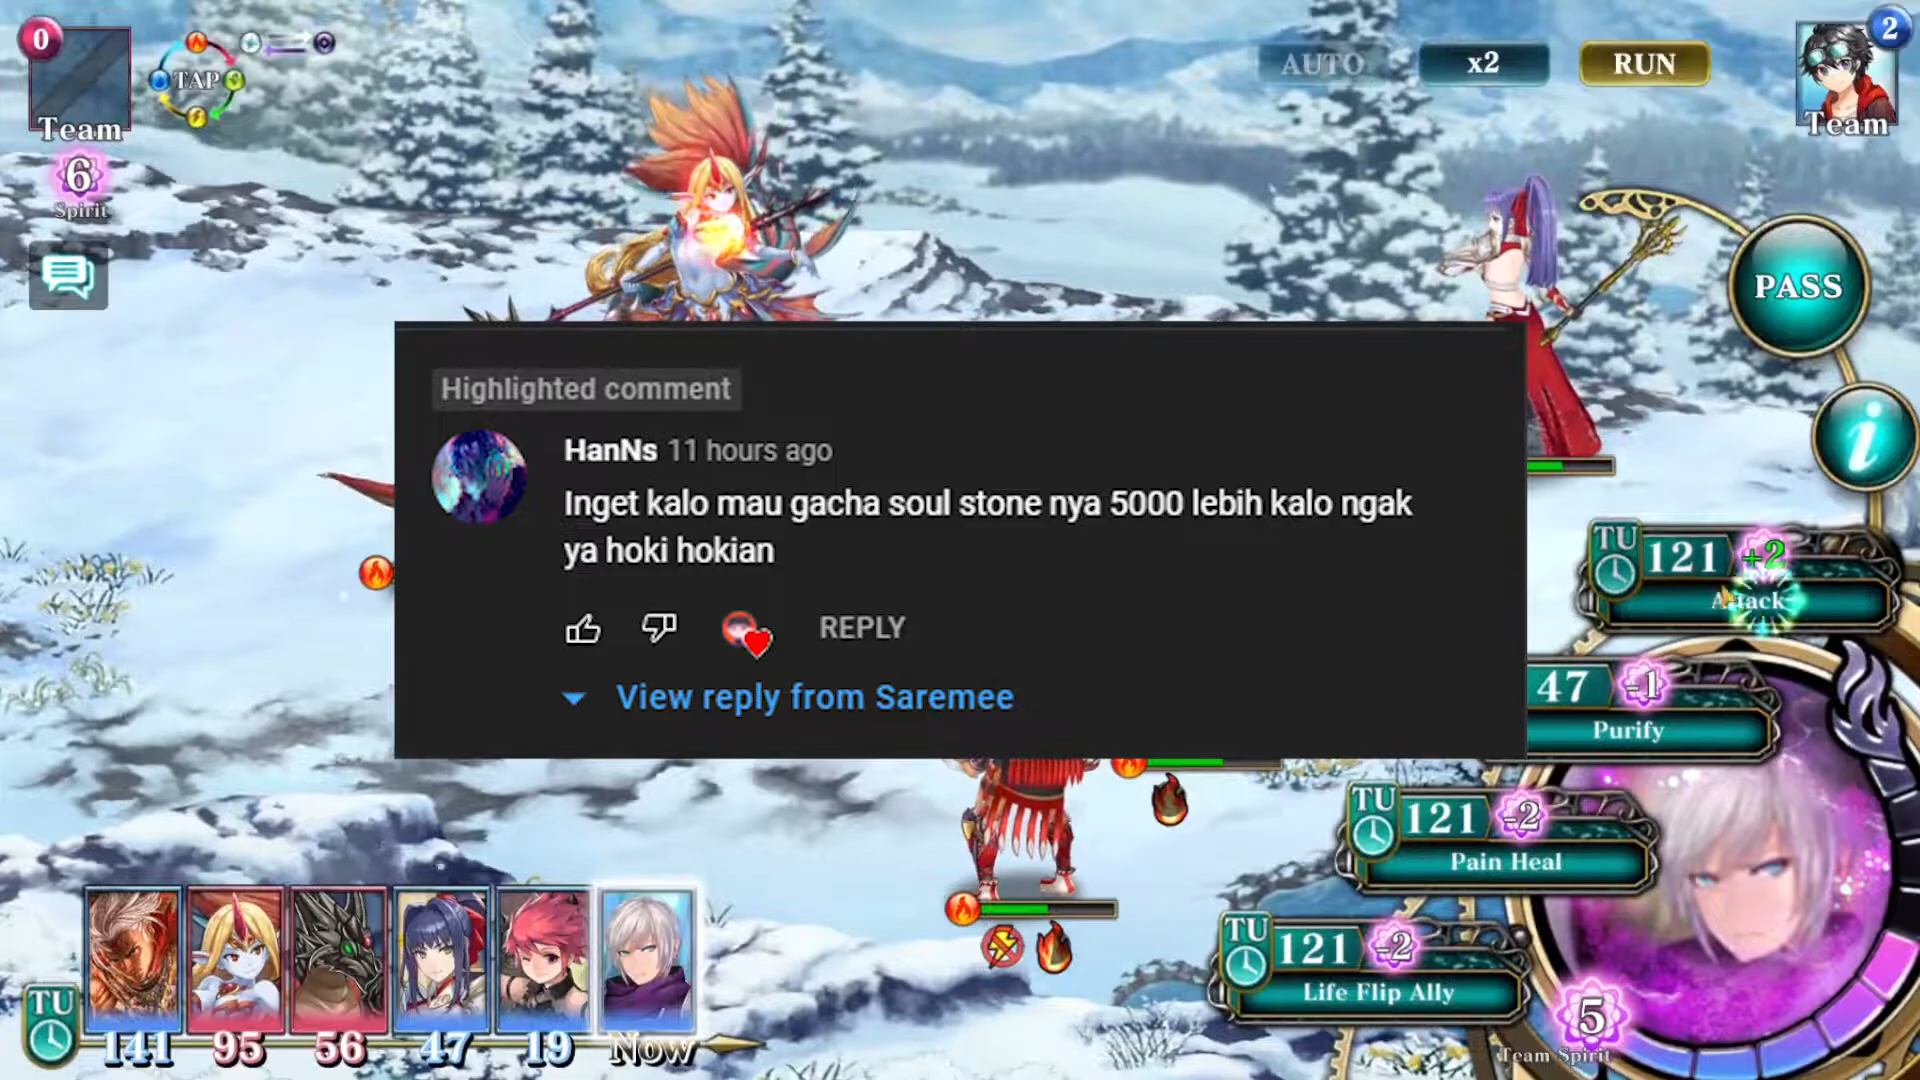 0
Team
TAP
6
Spirit
AUTO
x2
RUN
2
Team
PASS
i
Highlighted comment
HanNs 11 hours ago
Inget kalo mau gacha soul stone nya 5000 lebih kalo ngak
ya hoki hokian
REPLY
View reply from Saremee
TU 121 +2
Attack
47 -1
Purify
TU 121 -2
Pain Heal
TU 121 -2
Life Flip Ally
5
Team Spirit
TU 141 95 56 47 19 Now